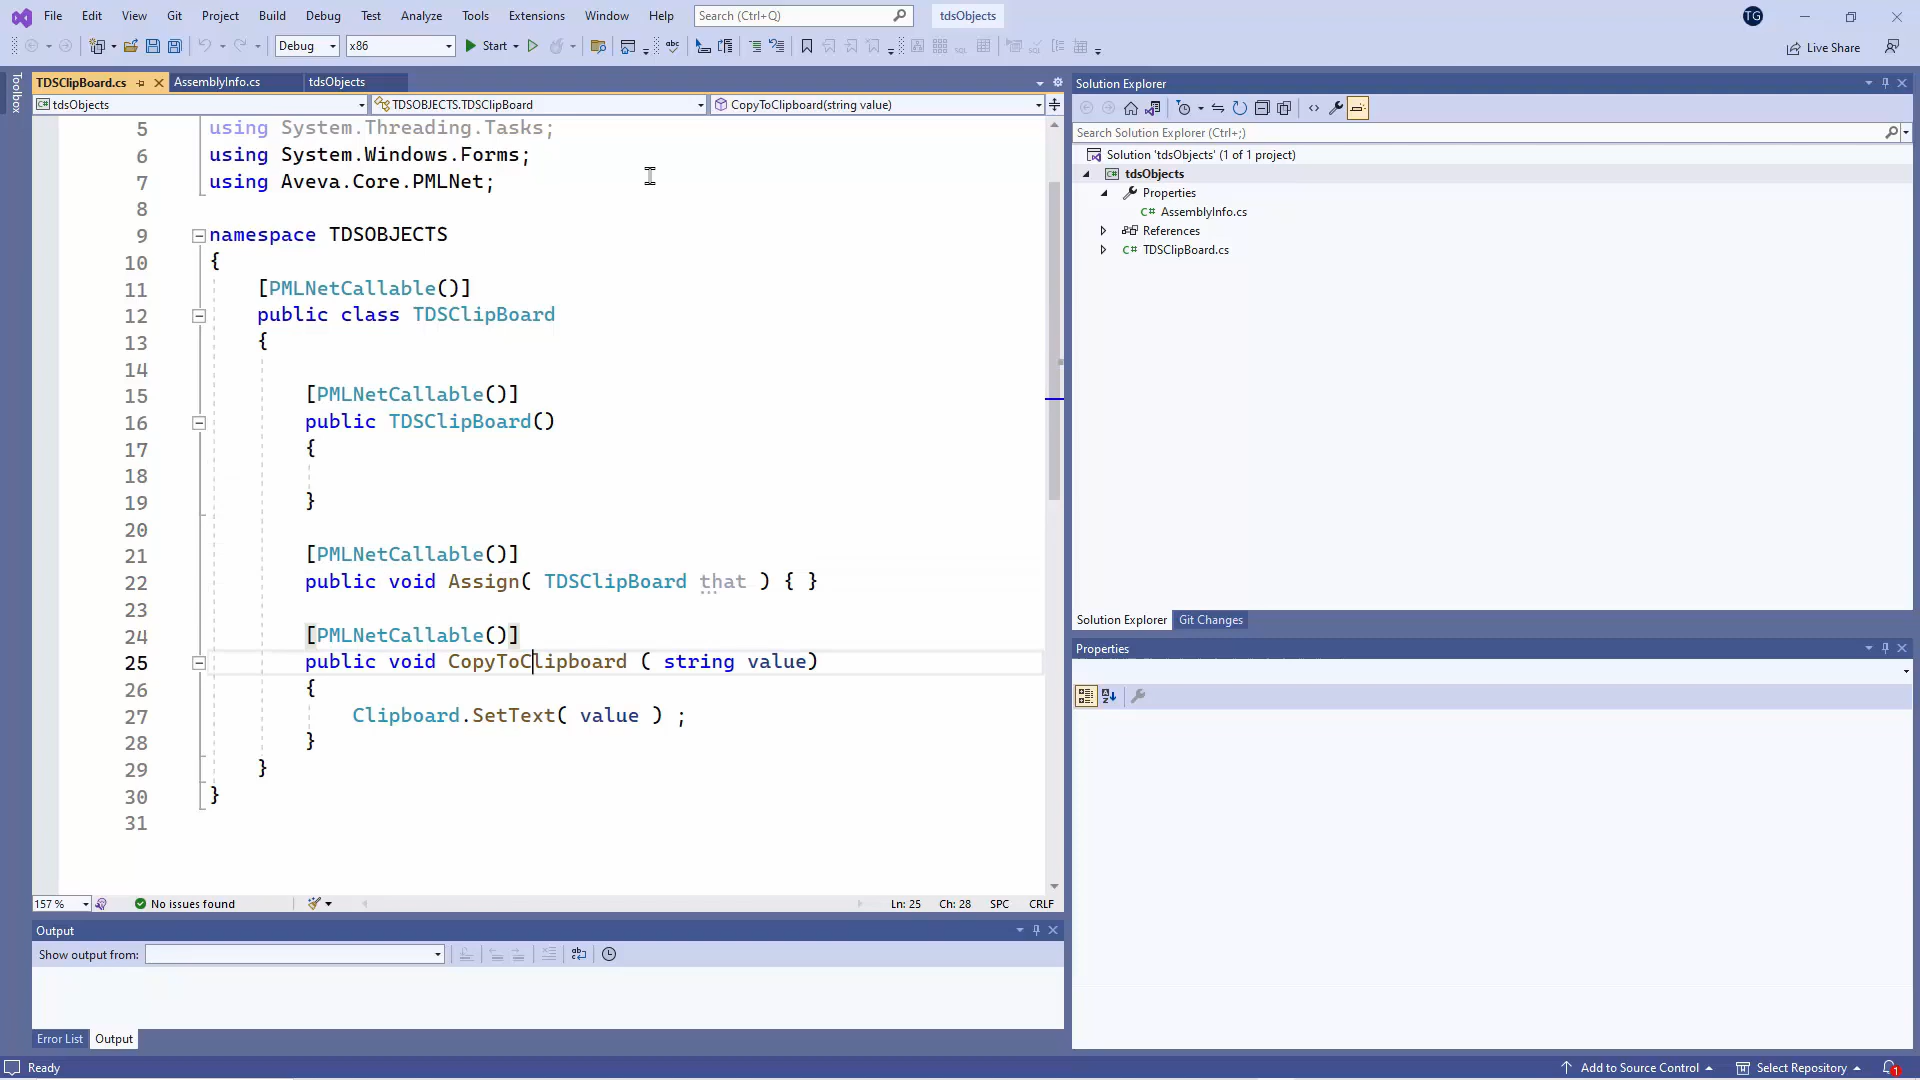 File Edit View Git Project Build Debug Test Analyze Tools Extensions Window Help Search (Ctrl+Q) tdsObjects TG
Debug x86 Start Live Share
Toolbox
TDSClipBoard.cs AssemblyInfo.cs tdsObjects
tdsObjects TDSOBJECTS.TDSClipBoard CopyToClipboard(string value)
5 using System.Threading.Tasks;
6 using System.Windows.Forms;
7 using Aveva.Core.PMLNet;
8
9 namespace TDSOBJECTS
10 {
11 [PMLNetCallable()]
12 public class TDSClipBoard
13 {
14
15 [PMLNetCallable()]
16 public TDSClipBoard()
17 {
18
19 }
20
21 [PMLNetCallable()]
22 public void Assign( TDSClipBoard that ) { }
23
24 [PMLNetCallable()]
25 public void CopyToClipboard ( string value)
26 {
27 Clipboard.SetText( value ) ;
28 }
29 }
30 }
31
157 % No issues found Ln: 25 Ch: 28 SPC CRLF
Output
Show output from:
Error List Output
Solution Explorer
Search Solution Explorer (Ctrl+;)
Solution 'tdsObjects' (1 of 1 project)
tdsObjects
Properties
AssemblyInfo.cs
References
TDSClipBoard.cs
Solution Explorer Git Changes
Properties
Ready Add to Source Control Select Repository 1